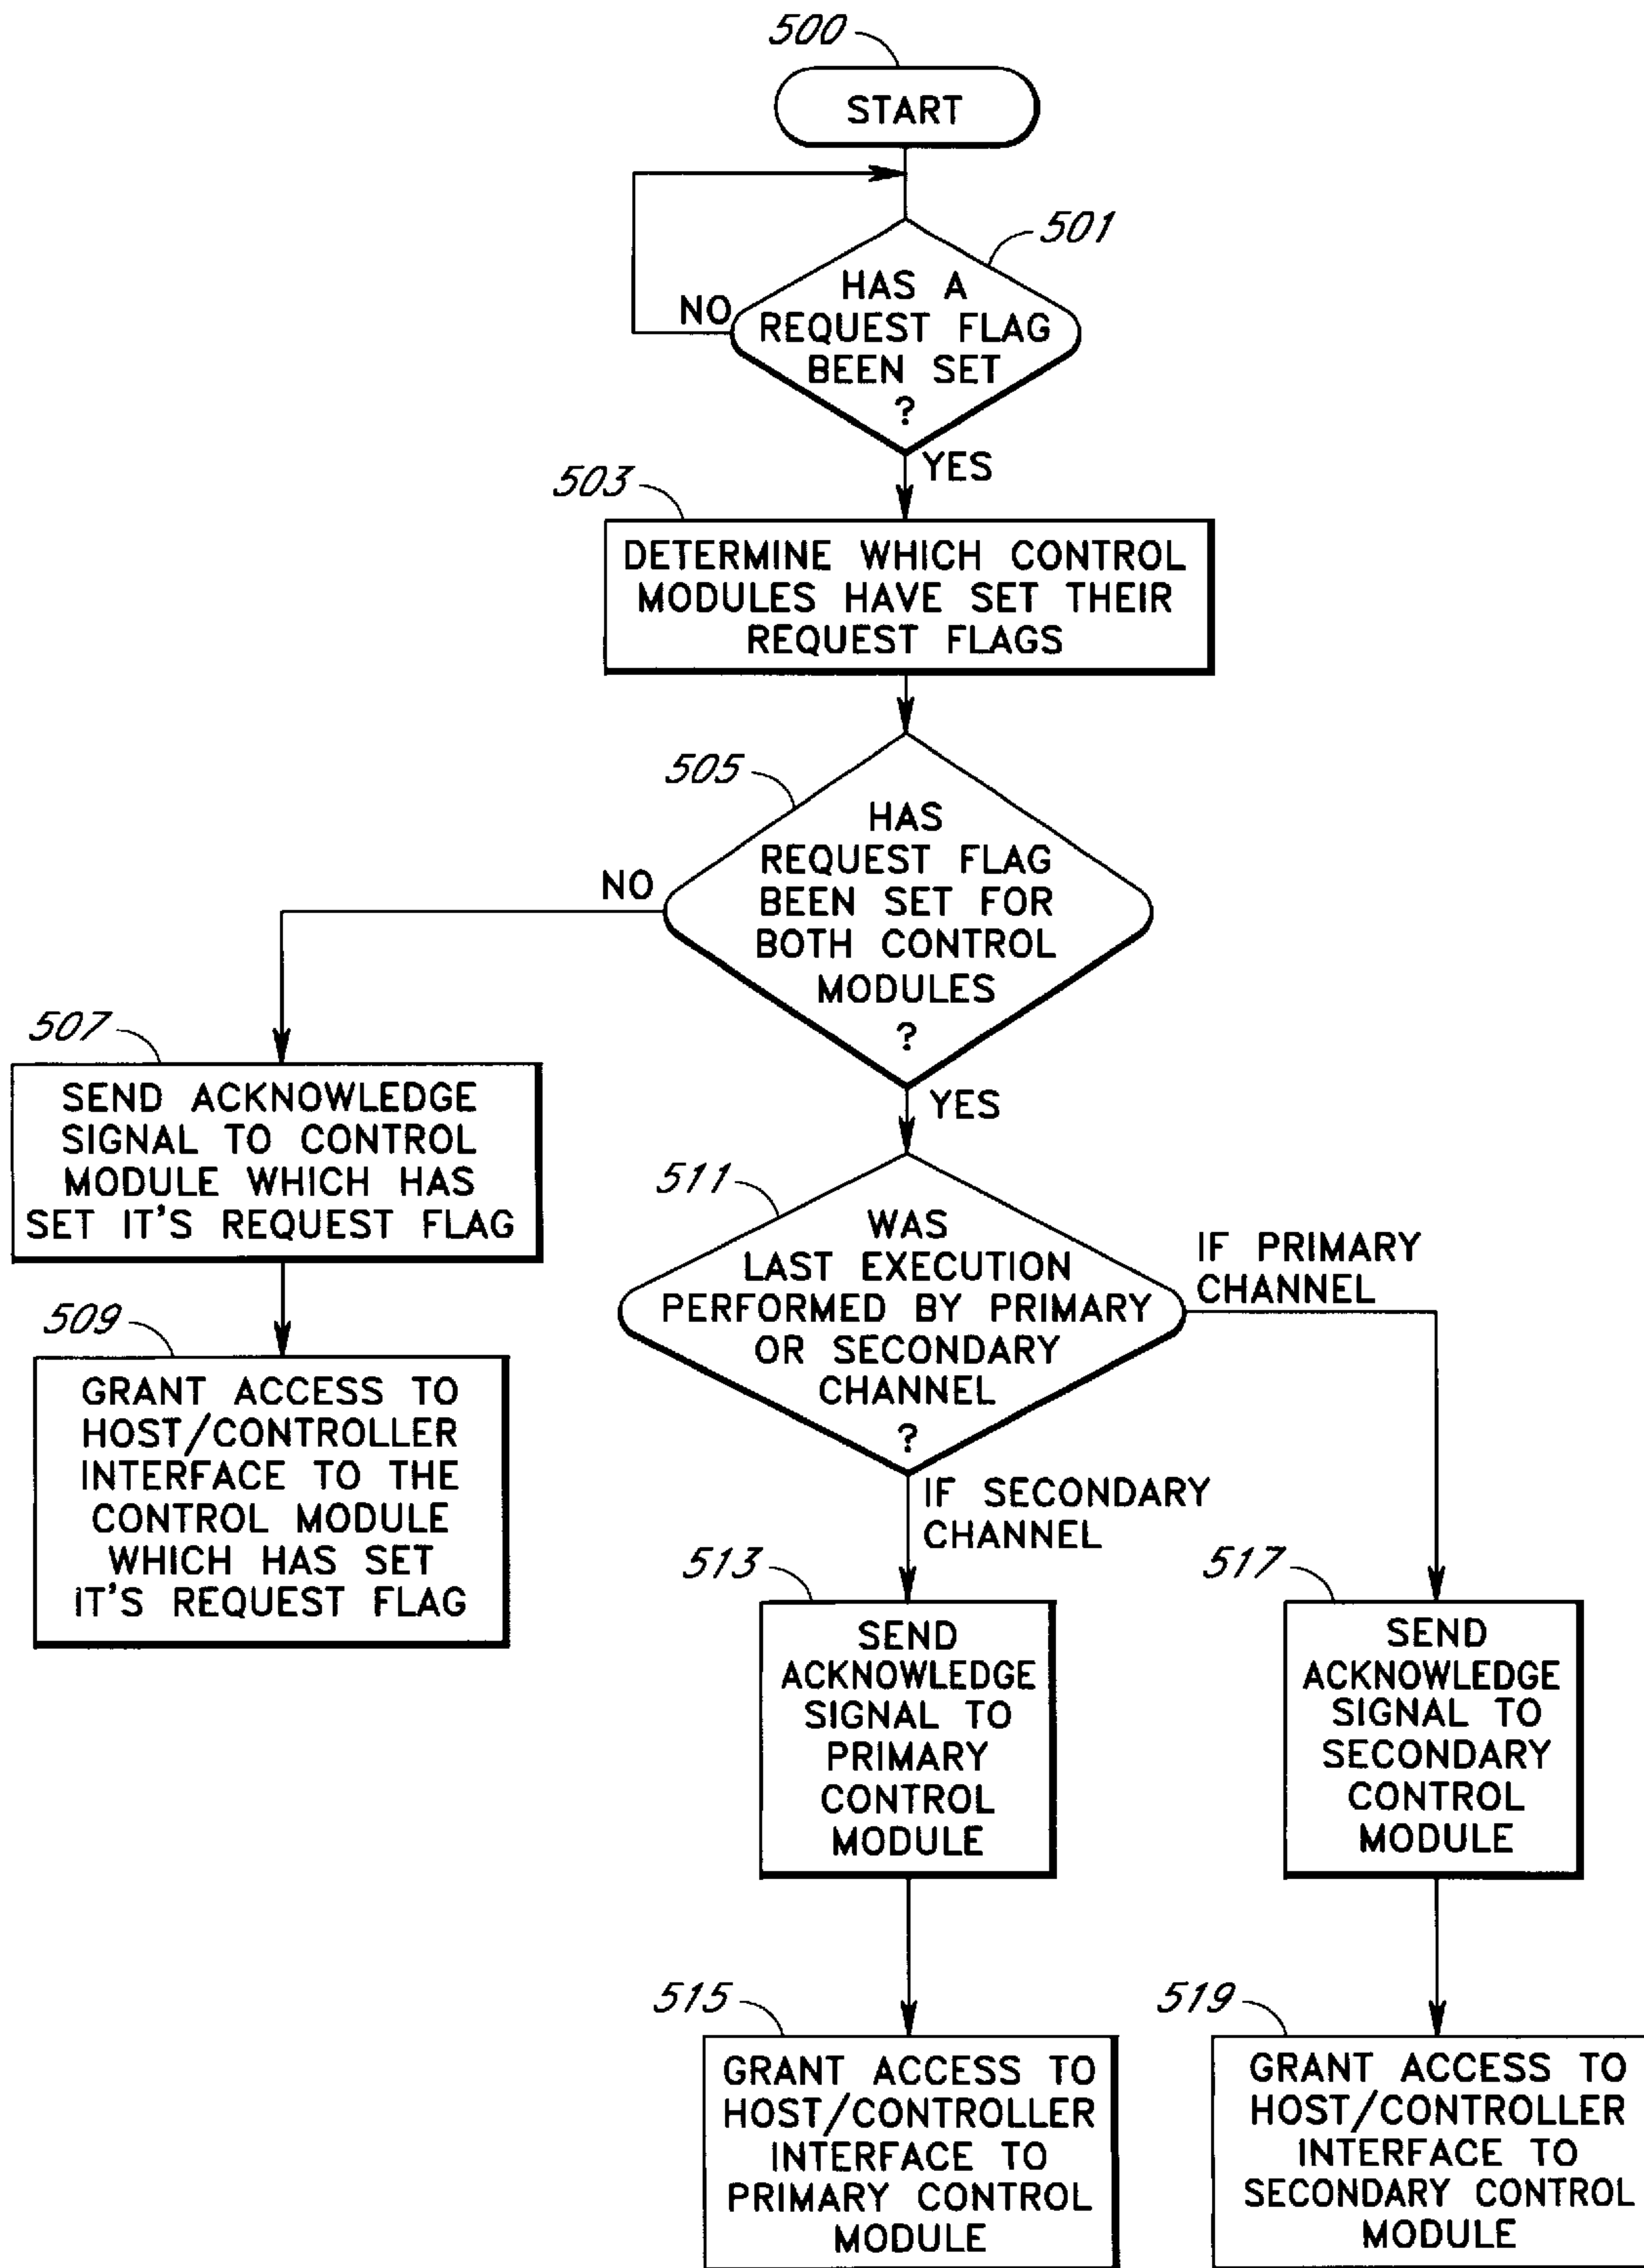 500
START
501
HAS A
REQUEST FLAG
BEEN SET
?
NO
YES
503
DETERMINE WHICH CONTROL
MODULES HAVE SET THEIR
REQUEST FLAGS
505
HAS
REQUEST FLAG
BEEN SET FOR
BOTH CONTROL
MODULES
?
NO
YES
507
SEND ACKNOWLEDGE
SIGNAL TO CONTROL
MODULE WHICH HAS
SET IT'S REQUEST FLAG
509
GRANT ACCESS TO
HOST/CONTROLLER
INTERFACE TO THE
CONTROL MODULE
WHICH HAS SET
IT'S REQUEST FLAG
511
WAS
LAST EXECUTION
PERFORMED BY PRIMARY
OR SECONDARY
CHANNEL
?
IF PRIMARY
CHANNEL
IF SECONDARY
CHANNEL
513
SEND
ACKNOWLEDGE
SIGNAL TO
PRIMARY
CONTROL
MODULE
517
SEND
ACKNOWLEDGE
SIGNAL TO
SECONDARY
CONTROL
MODULE
515
GRANT ACCESS TO
HOST/CONTROLLER
INTERFACE TO
PRIMARY CONTROL
MODULE
519
GRANT ACCESS TO
HOST/CONTROLLER
INTERFACE TO
SECONDARY CONTROL
MODULE